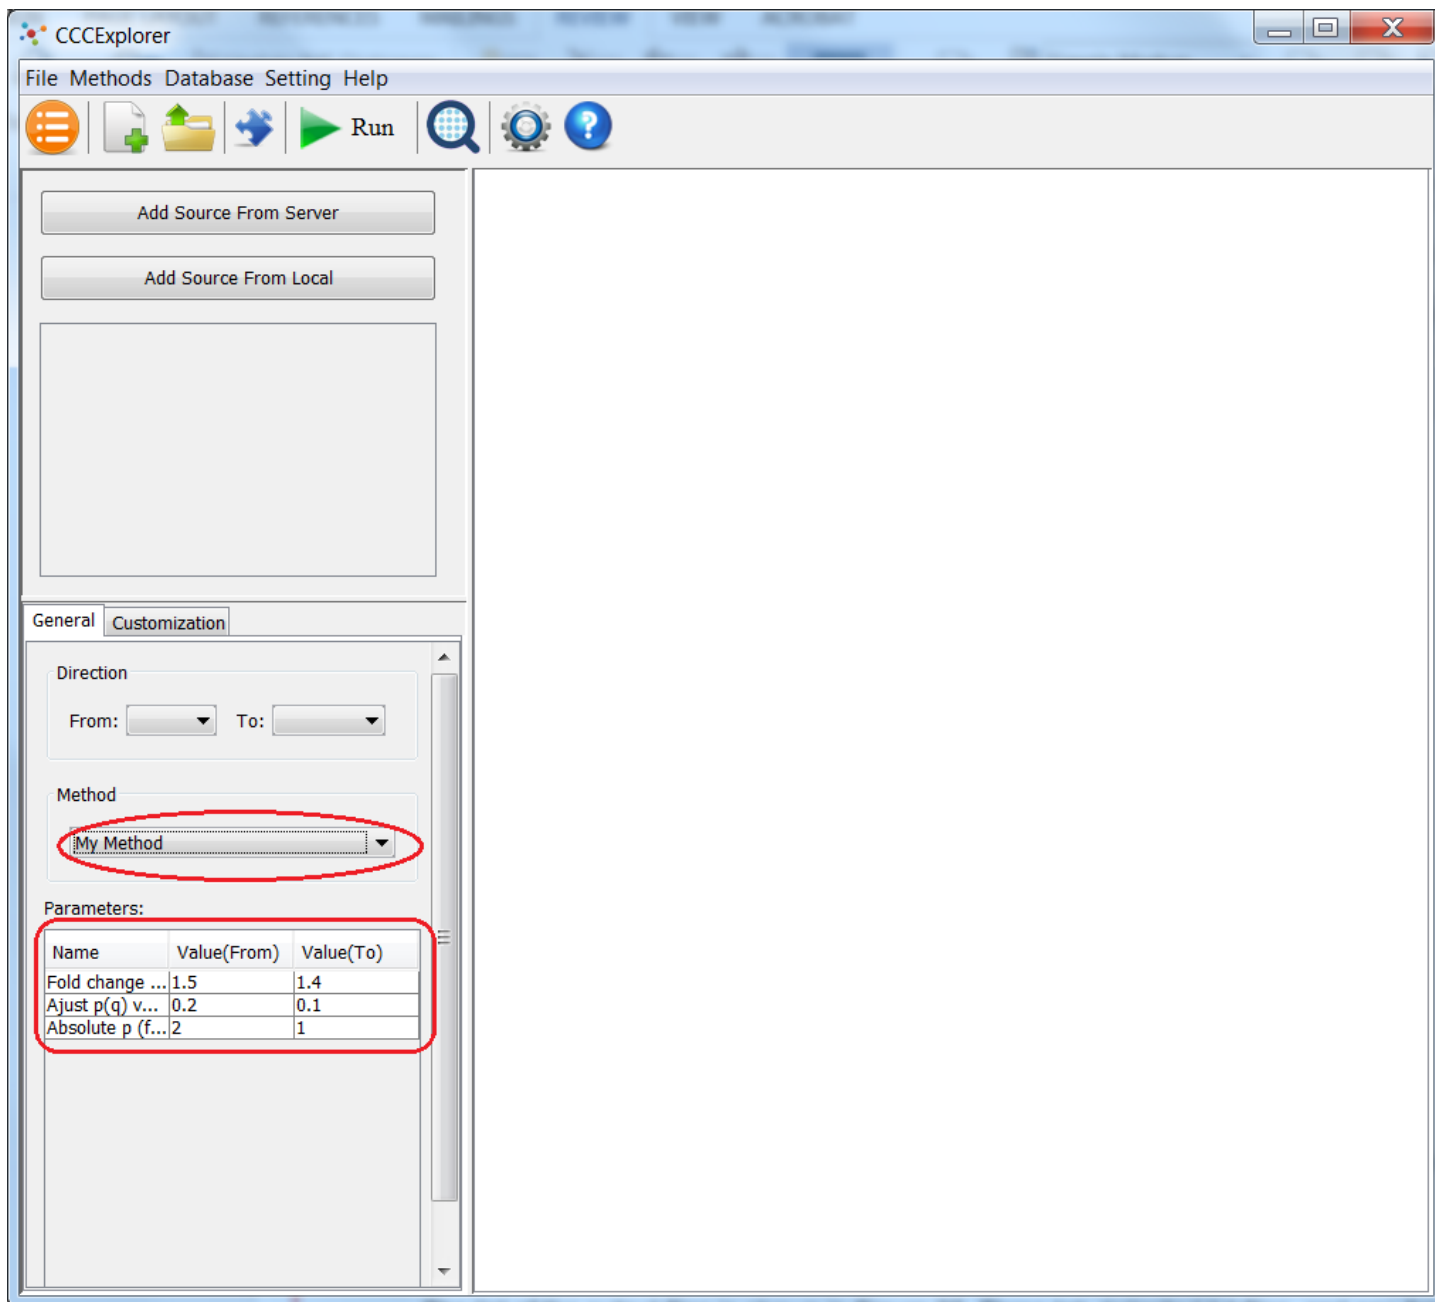 CCCExplorer
File Methods Database Setting Help
Run
Add Source From Server
Add Source From Local
General Customization
Direction
From: To:
Method
My Method
Parameters:
Name Value(From) Value(To)
Fold change ... 1.5 1.4
Ajust p(q) v... 0.2 0.1
Absolute p (f... 2 1